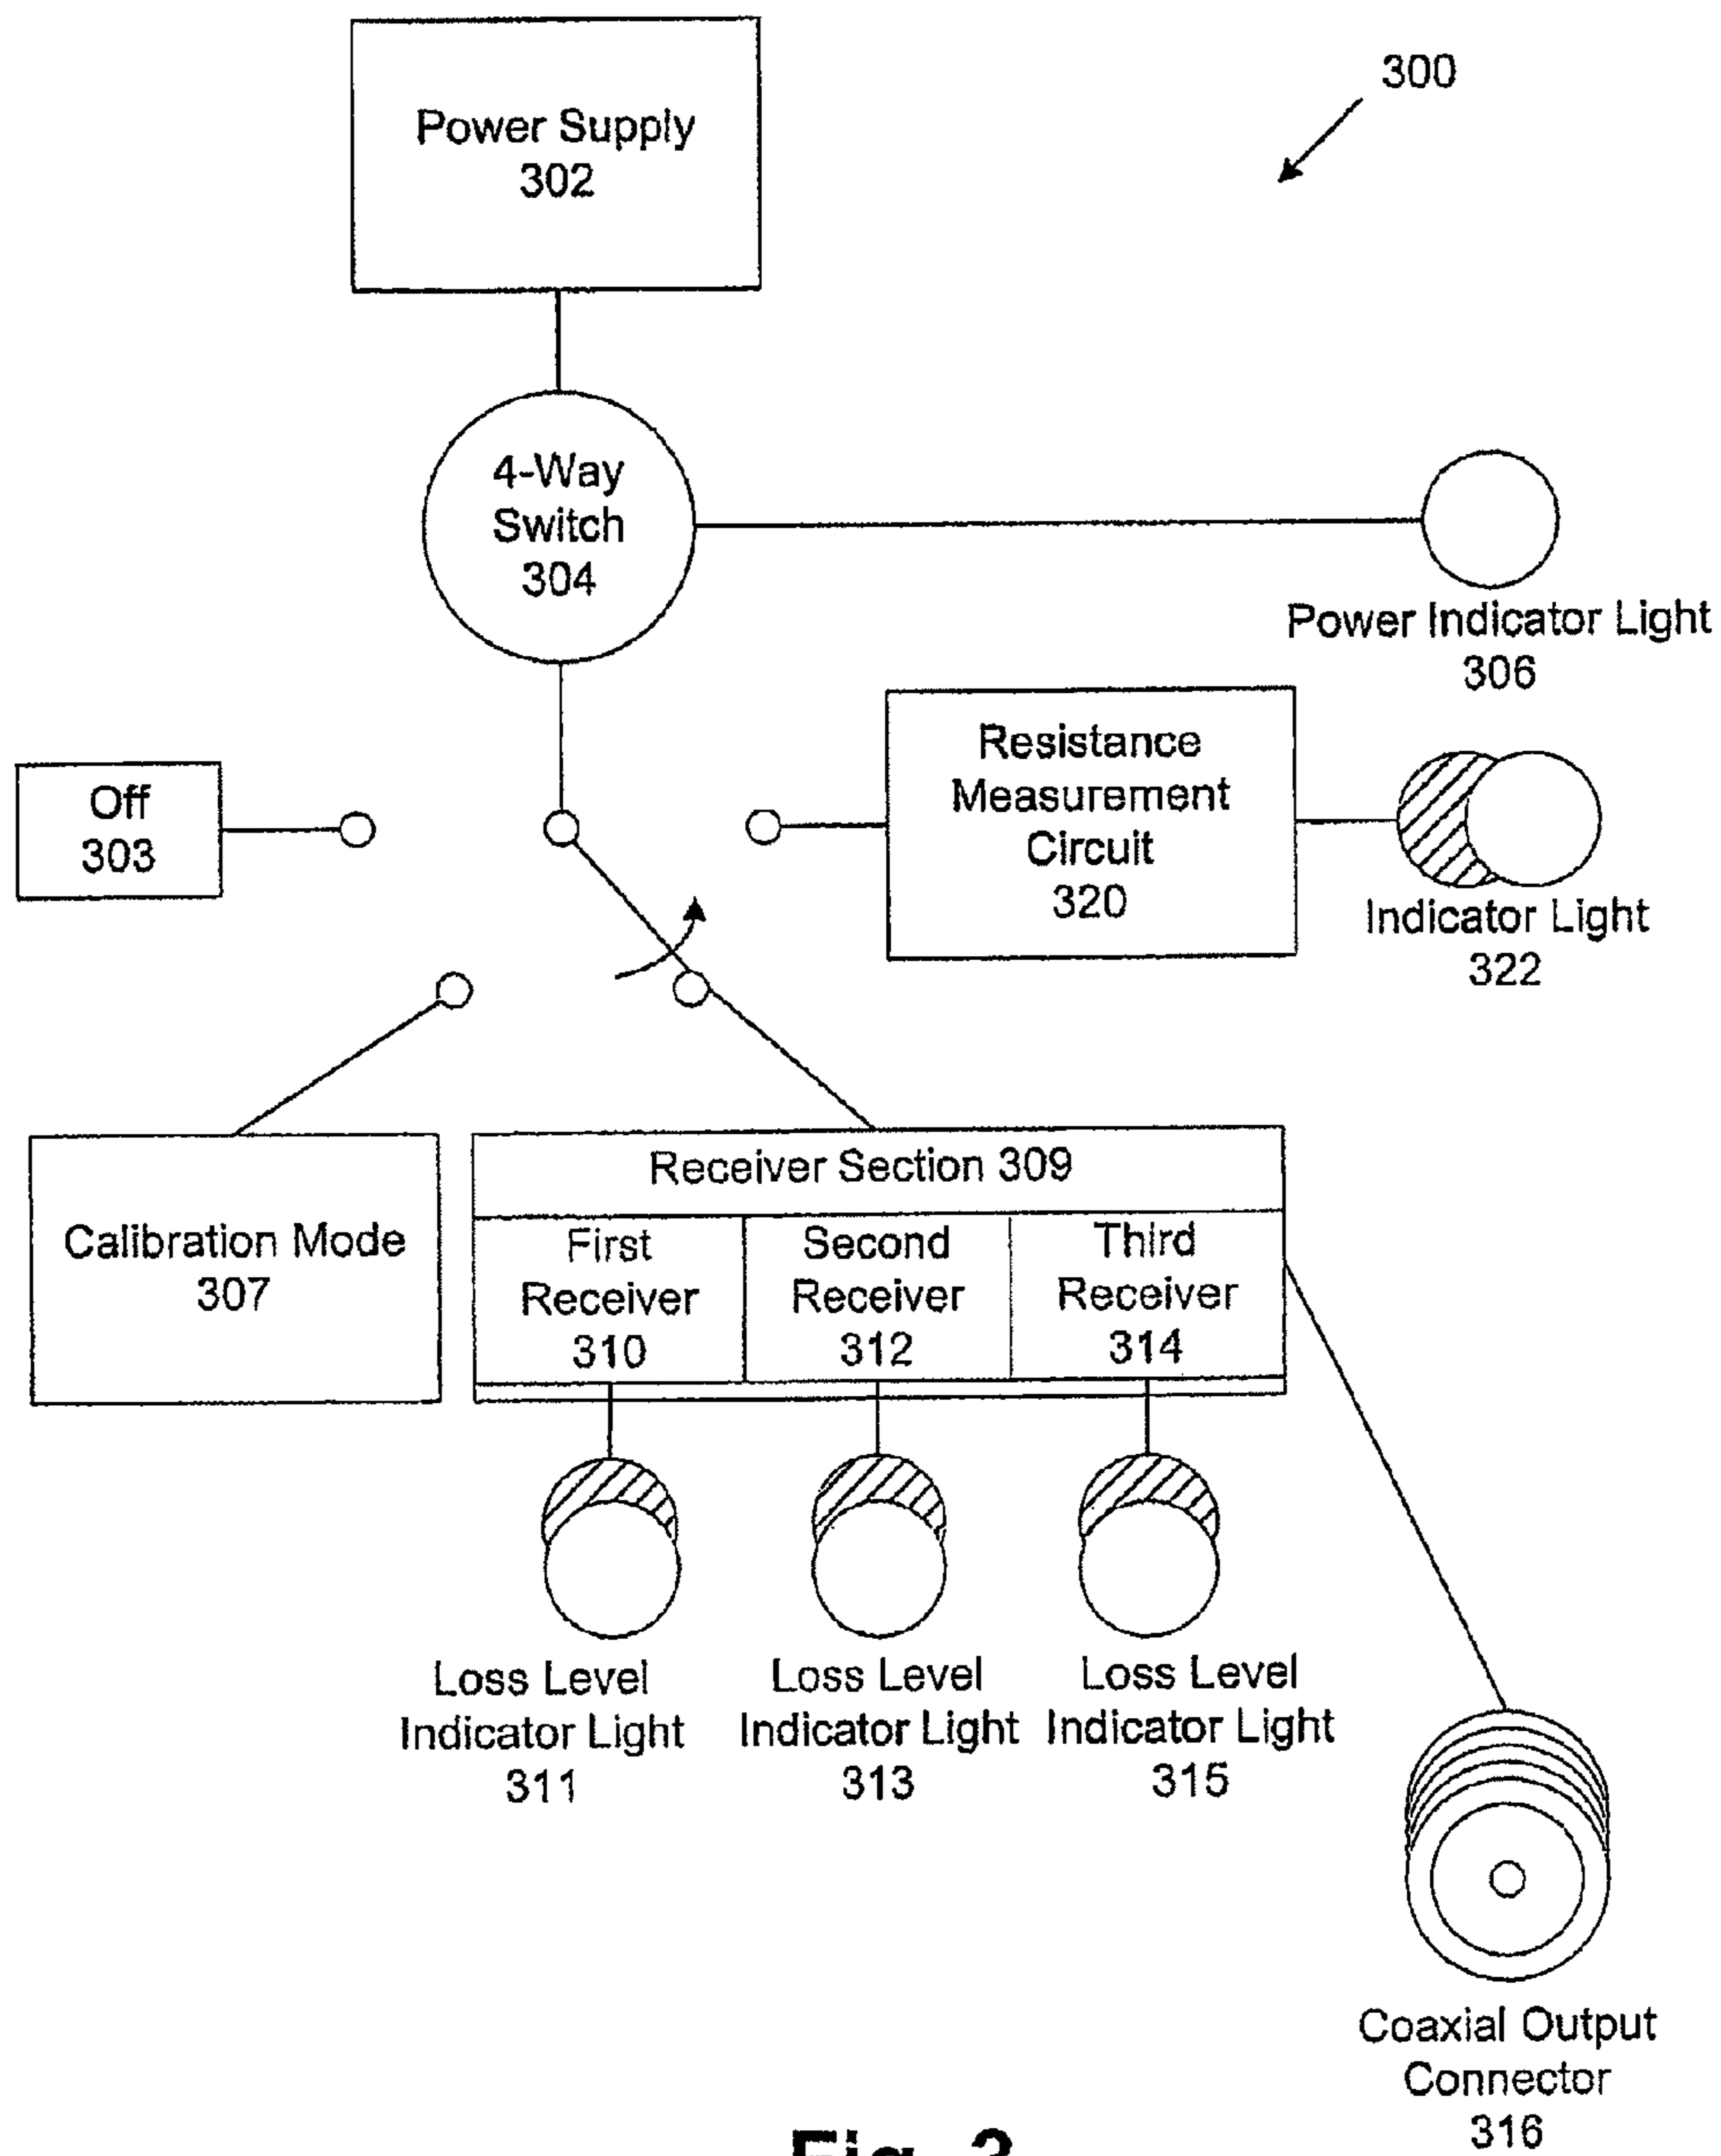 300
Power Supply
302
4-Way
Switch
304
Power Indicator Light
306
Off
303
Resistance
Measurement
Circuit
320
Indicator Light
322
Calibration Mode
307
Receiver Section 309
First
Receiver
310
Second
Receiver
312
Third
Receiver
314
Loss Level
Indicator Light
311
Loss Level
Indicator Light
313
Loss Level
Indicator Light
315
Coaxial Output
Connector
316
Fig. 3